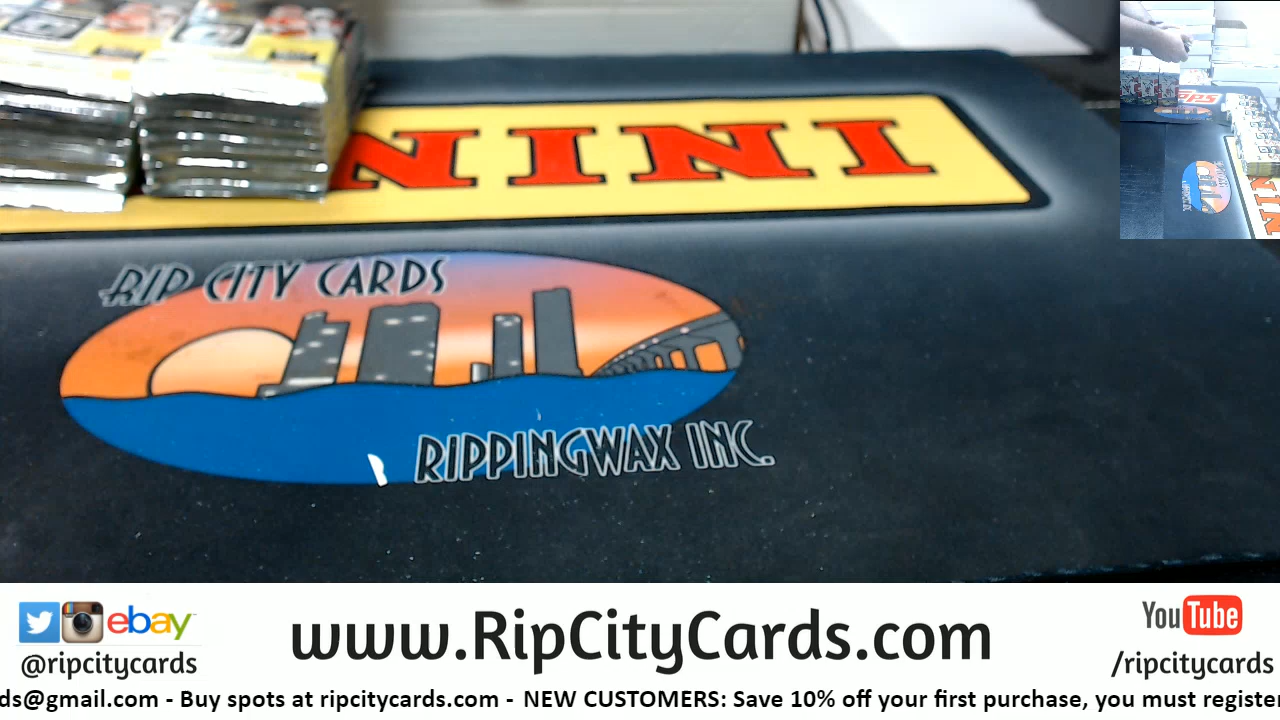 NINI
RIP CITY CARDS
RIPPINGWAX INC.
ebay
@ripcitycards
www.RipCityCards.com
YouTube
/ripcitycards
ds@gmail.com - Buy spots at ripcitycards.com - NEW CUSTOMERS: Save 10% off your first purchase, you must register